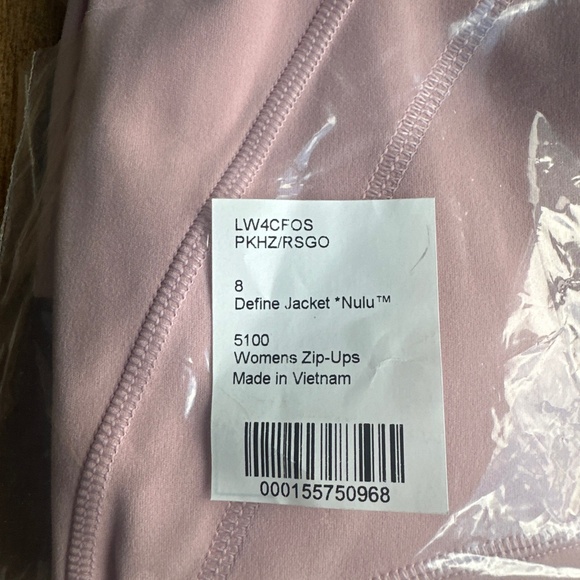 LW4CFOS
PKHZ/RSGO
8
Define Jacket *Nulu™
5100
Womens Zip-Ups
Made in Vietnam
000155750968